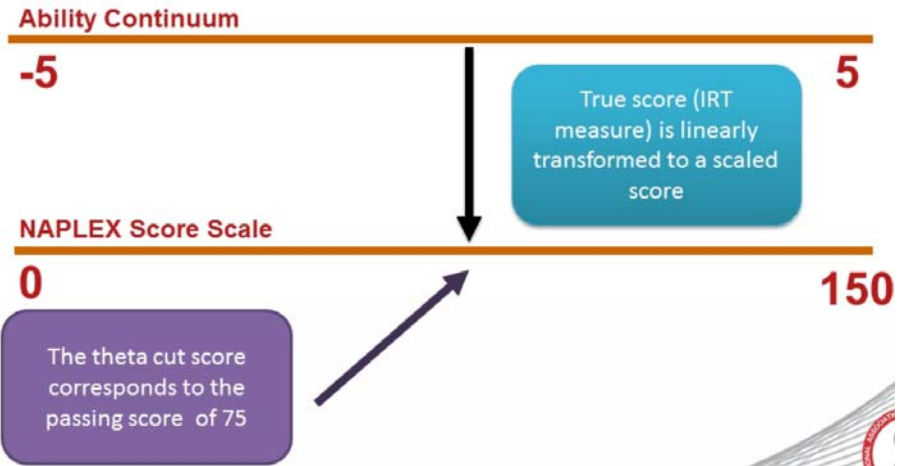 Ability Continuum
-5
5
True score (IRT
measure) is linearly
transformed to a scaled
score
NAPLEX Score Scale
0
150
The theta cut score
corresponds to the
passing score of 75